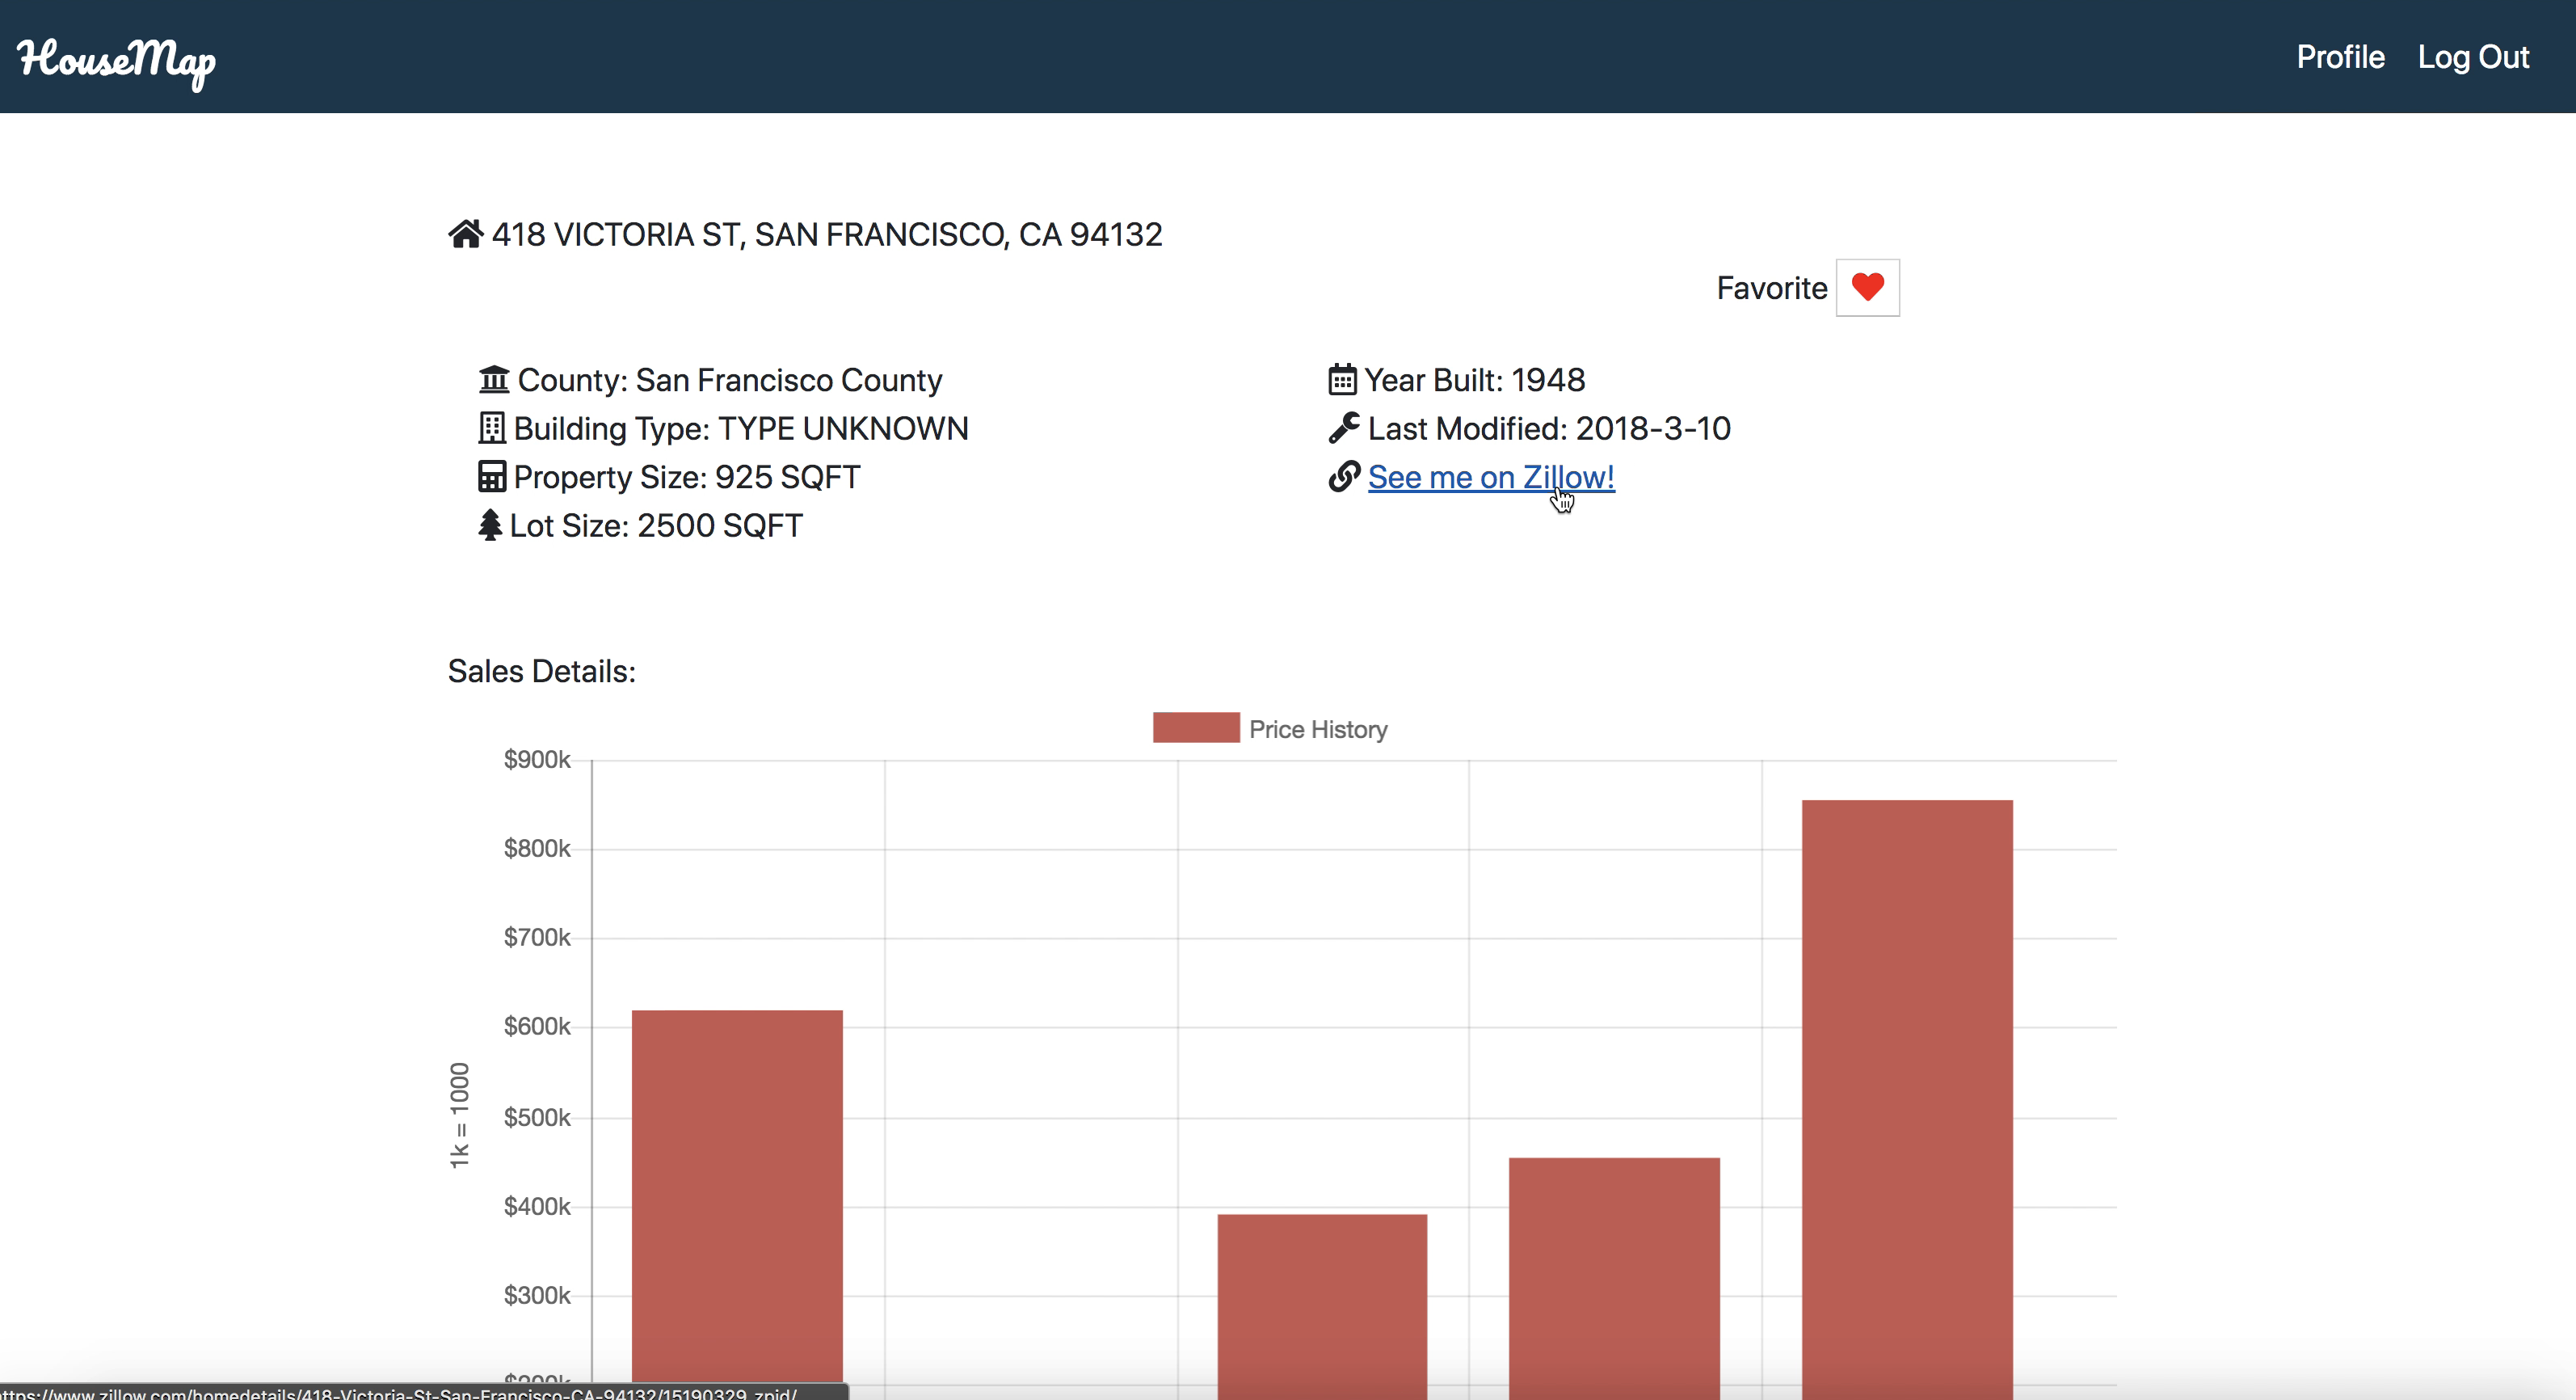 HouseMap
Profile Log Out
418 VICTORIA ST, SAN FRANCISCO, CA 94132
Favorite
County: San Francisco County
Building Type: TYPE UNKNOWN
Property Size: 925 SQFT
Lot Size: 2500 SQFT
Year Built: 1948
Last Modified: 2018-3-10
See me on Zillow!
Sales Details:
Price History
$900k
$800k
$700k
$600k
$500k
$400k
$300k
$200k
1k = 1000
ttps://www.zillow.com/homedetails/418-Victoria-St-San-Francisco-CA-94132/15190329_zpid/